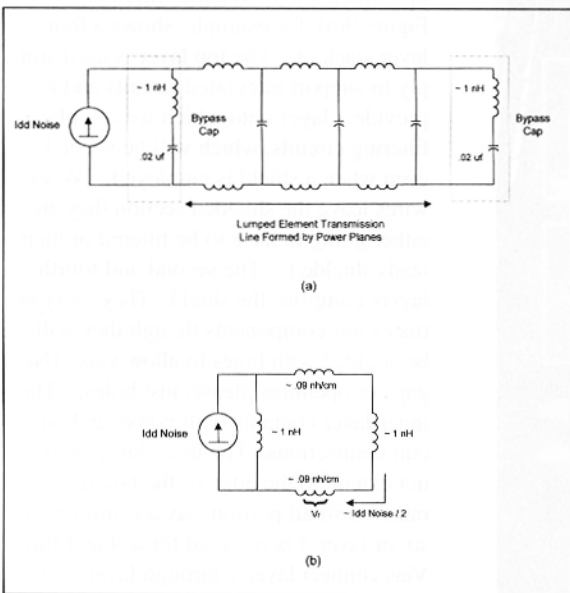 ~ 1 nH
~ 1 nH
Idd Noise
Bypass
Cap
Bypass
Cap
.02 uf
.02 uf
Lumped Element Transmission
Line Formed by Power Planes
(a)
~ .09 nh/cm
Idd Noise
~ 1 nH
~ 1 nH
~ .09 nh/cm
Vr
~ Idd Noise / 2
(b)